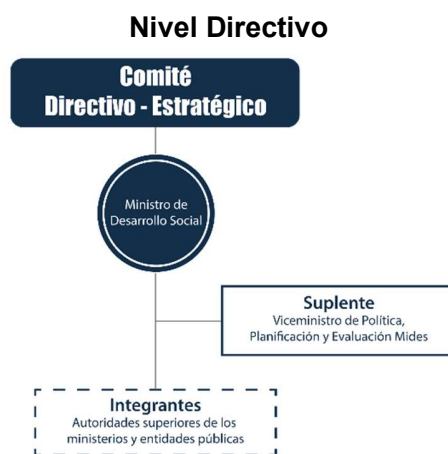 Nivel Directivo
Comité
Directivo - Estratégico
Ministro de
Desarrollo Social
Suplente
Viceministro de Política,
Planificación y Evaluación Mides
Integrantes
Autoridades superiores de los
ministerios y entidades públicas